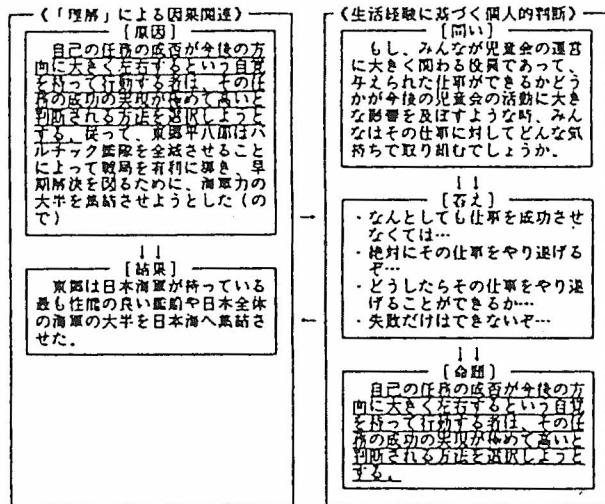 《「理解」による因果関連》
[原因]
自己の任務の成否が今後の方
向に大きく左右するという自覚
を持って行動する者は、その任
務の成功の実現が極めて高いと
判断される方法を選択しようと
する。従って、東郷平八郎はバ
ルチック艦隊を全滅させること
によって戦局を有利に導き、早
期解決を図るために、海軍力の
大半を集結させようとした(の
で)
↓↓
[結果]
東郷は日本海軍が持っている
最も性能の良い艦船や日本全体
の海軍の大半を日本海へ集結さ
せた。
→
←
《生活経験に基づく個人的判断》
[問い]
もし、みんなが児童会の運営
に大きく関わる役員であって、
与えられた仕事ができるかどう
かが今後の児童会の活動に大き
な影響を及ぼすような時、みん
なはその仕事に対してどんな気
持ちで取り組むでしょうか。
↓↓
[答え]
・なんとしても仕事を成功させ
なくては…
・絶対にその仕事をやり遂げる
ぞ…
・どうしたらその仕事をやり遂
げることができるか…
・失敗だけはできないぞ…
↓↓
[命題]
自己の任務の成否が今後の方
向に大きく左右するという自覚
を持って行動する者は、その任
務の成功の実現が極めて高いと
判断される方法を選択しようと
する。